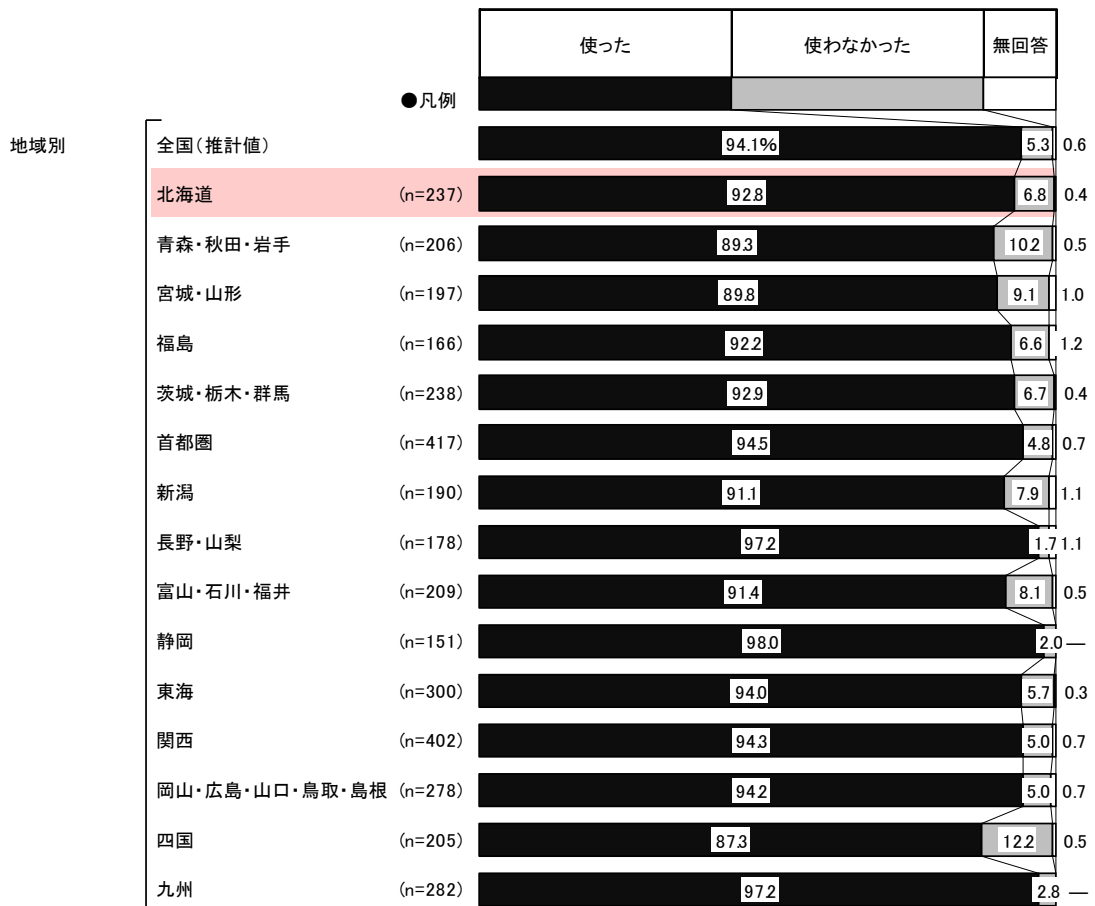 使った 使わなかった 無回答
●凡例
地域別 全国(推計値) 94.1% 5.3 0.6
北海道 (n=237) 92.8 6.8 0.4
青森・秋田・岩手 (n=206) 89.3 10.2 0.5
宮城・山形 (n=197) 89.8 9.1 1.0
福島 (n=166) 92.2 6.6 1.2
茨城・栃木・群馬 (n=238) 92.9 6.7 0.4
首都圏 (n=417) 94.5 4.8 0.7
新潟 (n=190) 91.1 7.9 1.1
長野・山梨 (n=178) 97.2 1.7 1.1
富山・石川・福井 (n=209) 91.4 8.1 0.5
静岡 (n=151) 98.0 2.0 ―
東海 (n=300) 94.0 5.7 0.3
関西 (n=402) 94.3 5.0 0.7
岡山・広島・山口・鳥取・島根 (n=278) 94.2 5.0 0.7
四国 (n=205) 87.3 12.2 0.5
九州 (n=282) 97.2 2.8 ―